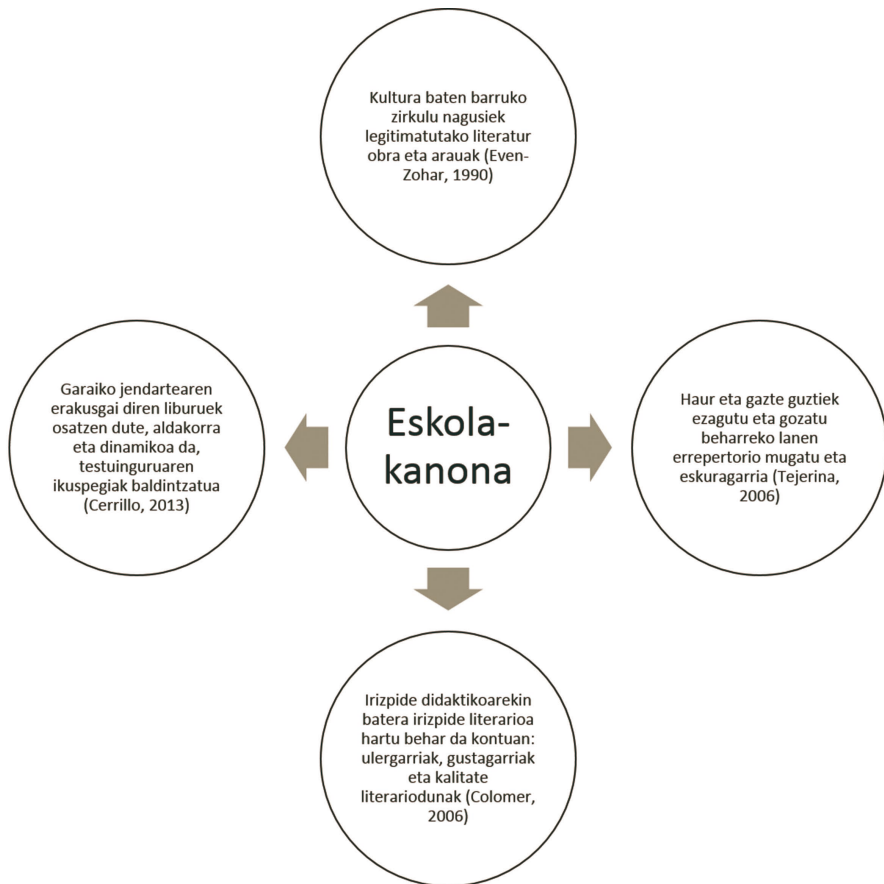 Kultura baten barruko
zirkulu nagusiek
legitimatutako literatur
obra eta arauak (Even-
Zohar, 1990)
Garaiko jendartearen
erakusgai diren liburuek
osatzen dute, aldakorra
eta dinamikoa da,
testuinguruaren
ikuspegiak baldintzatua
(Cerrillo, 2013)
Eskola-
kanona
Haur eta gazte guztiek
ezagutu eta gozatu
beharreko lanen
errepertorio mugatu eta
eskuragarria (Tejerina,
2006)
Irizpide didaktikoarekin
batera irizpide literarioa
hartu behar da kontuan:
ulergarriak, gustagarriak
eta kalitate
literariodunak (Colomer,
2006)